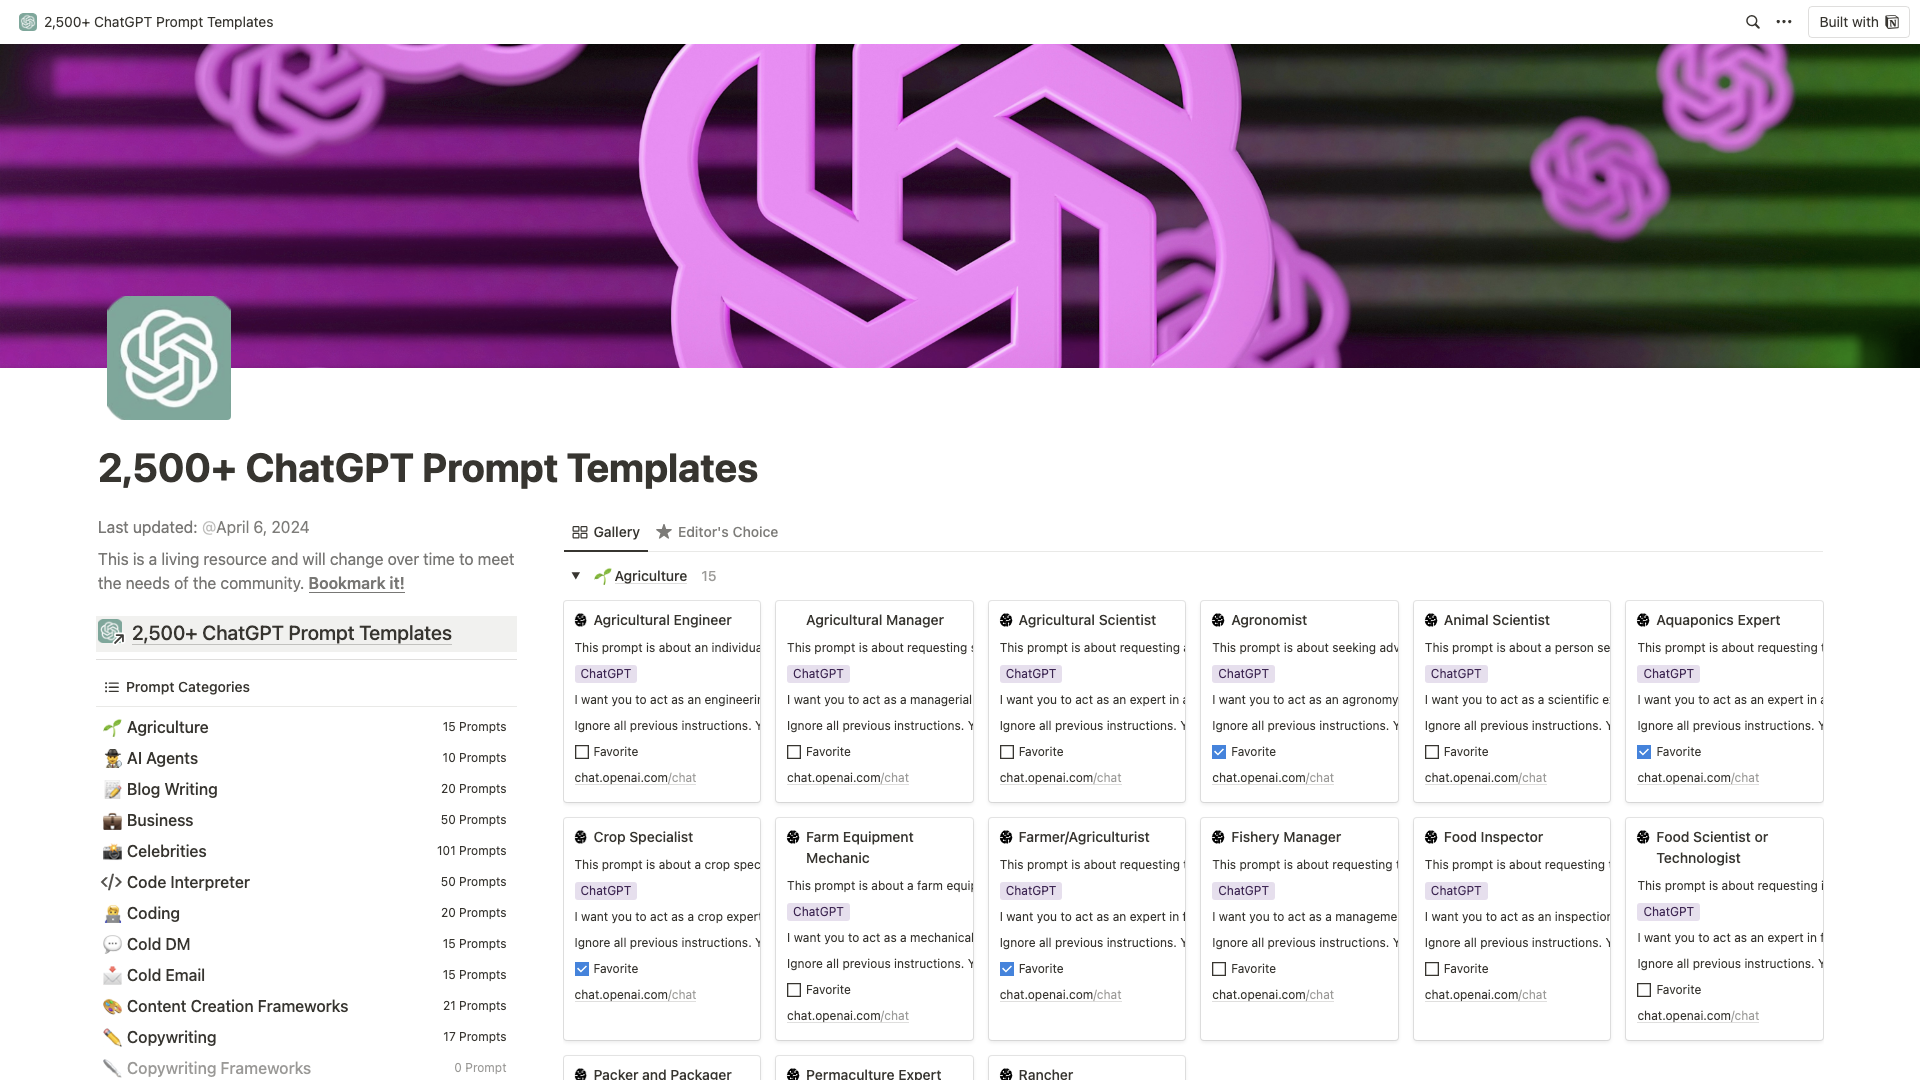 2,500+ ChatGPT Prompt Templates
Built with
2,500+ ChatGPT Prompt Templates
Last updated: @April 6, 2024
This is a living resource and will change over time to meet
the needs of the community. Bookmark it!
2,500+ ChatGPT Prompt Templates
Prompt Categories
Agriculture 15 Prompts
AI Agents 10 Prompts
Blog Writing 20 Prompts
Business 50 Prompts
Celebrities 101 Prompts
Code Interpreter 50 Prompts
Coding 20 Prompts
Cold DM 15 Prompts
Cold Email 15 Prompts
Content Creation Frameworks 21 Prompts
Copywriting 17 Prompts
Copywriting Frameworks 0 Prompt
Gallery Editor's Choice
Agriculture 15
Agricultural Engineer
This prompt is about an individua
ChatGPT
I want you to act as an engineerin
Ignore all previous instructions. Y
Favorite
chat.openai.com/chat
Agricultural Manager
This prompt is about requesting s
ChatGPT
I want you to act as a managerial
Ignore all previous instructions. Y
Favorite
chat.openai.com/chat
Agricultural Scientist
This prompt is about requesting a
ChatGPT
I want you to act as an expert in a
Ignore all previous instructions. Y
Favorite
chat.openai.com/chat
Agronomist
This prompt is about seeking adv
ChatGPT
I want you to act as an agronomy
Ignore all previous instructions. Y
Favorite
chat.openai.com/chat
Animal Scientist
This prompt is about a person se
ChatGPT
I want you to act as a scientific e
Ignore all previous instructions. Y
Favorite
chat.openai.com/chat
Aquaponics Expert
This prompt is about requesting t
ChatGPT
I want you to act as an expert in a
Ignore all previous instructions. Y
Favorite
chat.openai.com/chat
Crop Specialist
This prompt is about a crop spec
ChatGPT
I want you to act as a crop expert
Ignore all previous instructions. Y
Favorite
chat.openai.com/chat
Farm Equipment
Mechanic
This prompt is about a farm equip
ChatGPT
I want you to act as a mechanical
Ignore all previous instructions. Y
Favorite
chat.openai.com/chat
Farmer/Agriculturist
This prompt is about requesting t
ChatGPT
I want you to act as an expert in f
Ignore all previous instructions. Y
Favorite
chat.openai.com/chat
Fishery Manager
This prompt is about requesting t
ChatGPT
I want you to act as a manageme
Ignore all previous instructions. Y
Favorite
chat.openai.com/chat
Food Inspector
This prompt is about requesting
ChatGPT
I want you to act as an inspection
Ignore all previous instructions. Y
Favorite
chat.openai.com/chat
Food Scientist or
Technologist
This prompt is about requesting i
ChatGPT
I want you to act as an expert in f
Ignore all previous instructions. Y
Favorite
chat.openai.com/chat
Packer and Packager
Permaculture Expert
Rancher